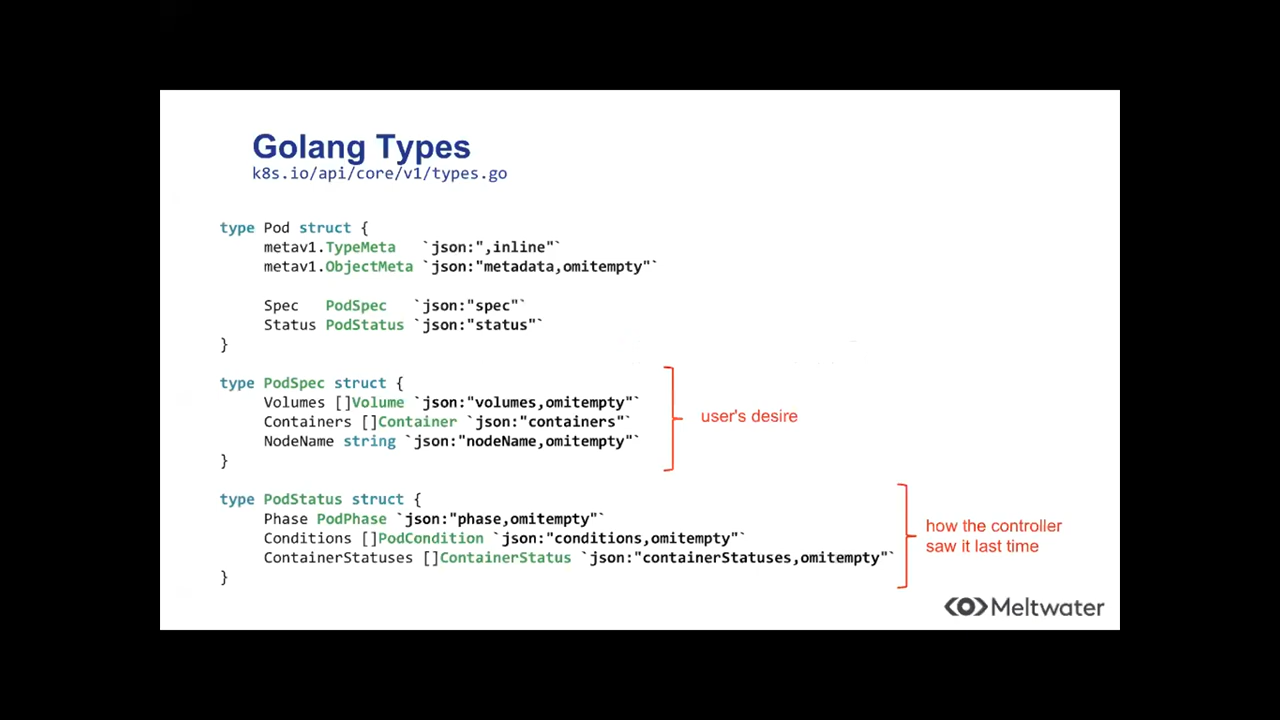 Golang Types
k8s.io/api/core/v1/types.go
type Pod struct {
metav1.TypeMeta `json:",inline"`
metav1.ObjectMeta `json:"metadata,omitempty"`
Spec PodSpec `json:"spec"`
Status PodStatus `json:"status"`
}
type PodSpec struct {
Volumes []Volume `json:"volumes,omitempty"`
Containers []Container `json:"containers"`
NodeName string `json:"nodeName,omitempty"`
}
user's desire
type PodStatus struct {
Phase PodPhase `json:"phase,omitempty"`
Conditions []PodCondition `json:"conditions,omitempty"`
ContainerStatuses []ContainerStatus `json:"containerStatuses,omitempty"`
}
how the controller
saw it last time
Meltwater